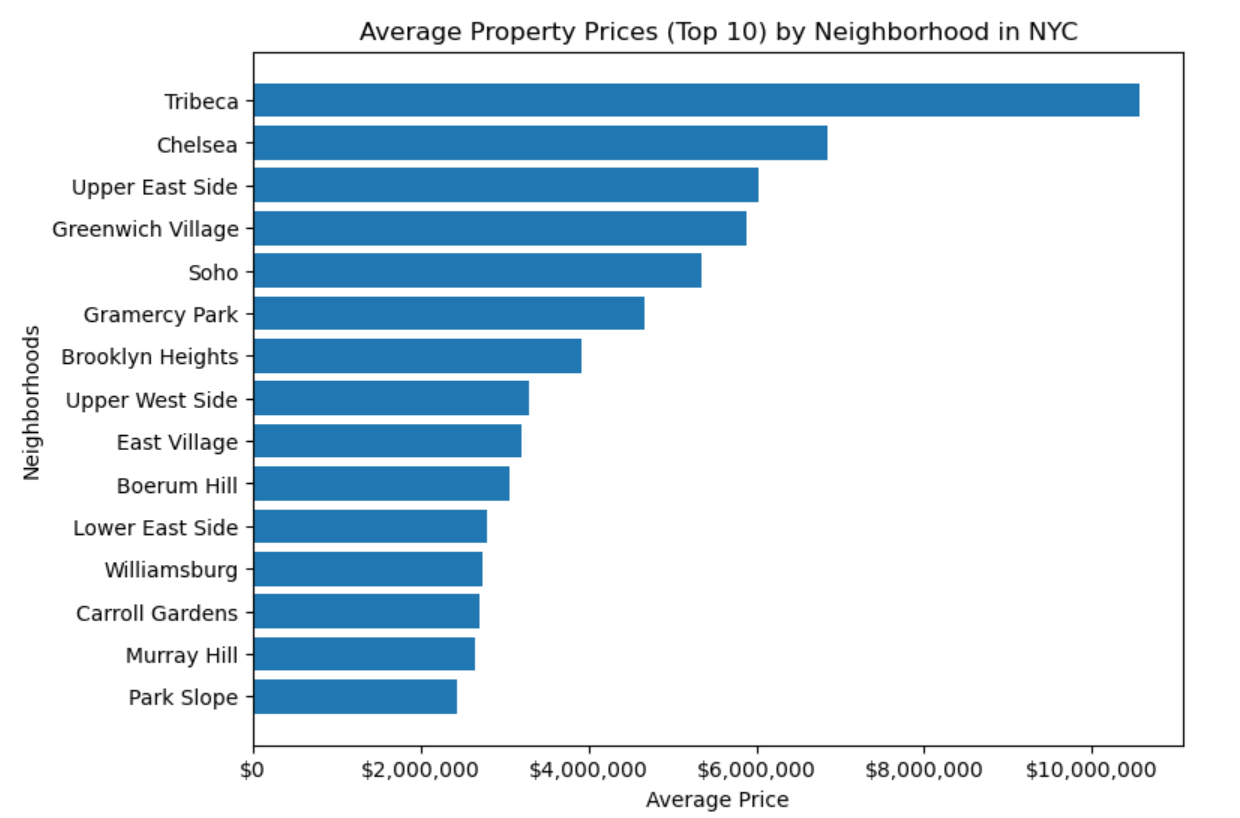 Average Property Prices (Top 10) by Neighborhood in NYC
Neighborhoods
Tribeca
Chelsea
Upper East Side
Greenwich Village
Soho
Gramercy Park
Brooklyn Heights
Upper West Side
East Village
Boerum Hill
Lower East Side
Williamsburg
Carroll Gardens
Murray Hill
Park Slope
$0 $2,000,000 $4,000,000 $6,000,000 $8,000,000 $10,000,000
Average Price